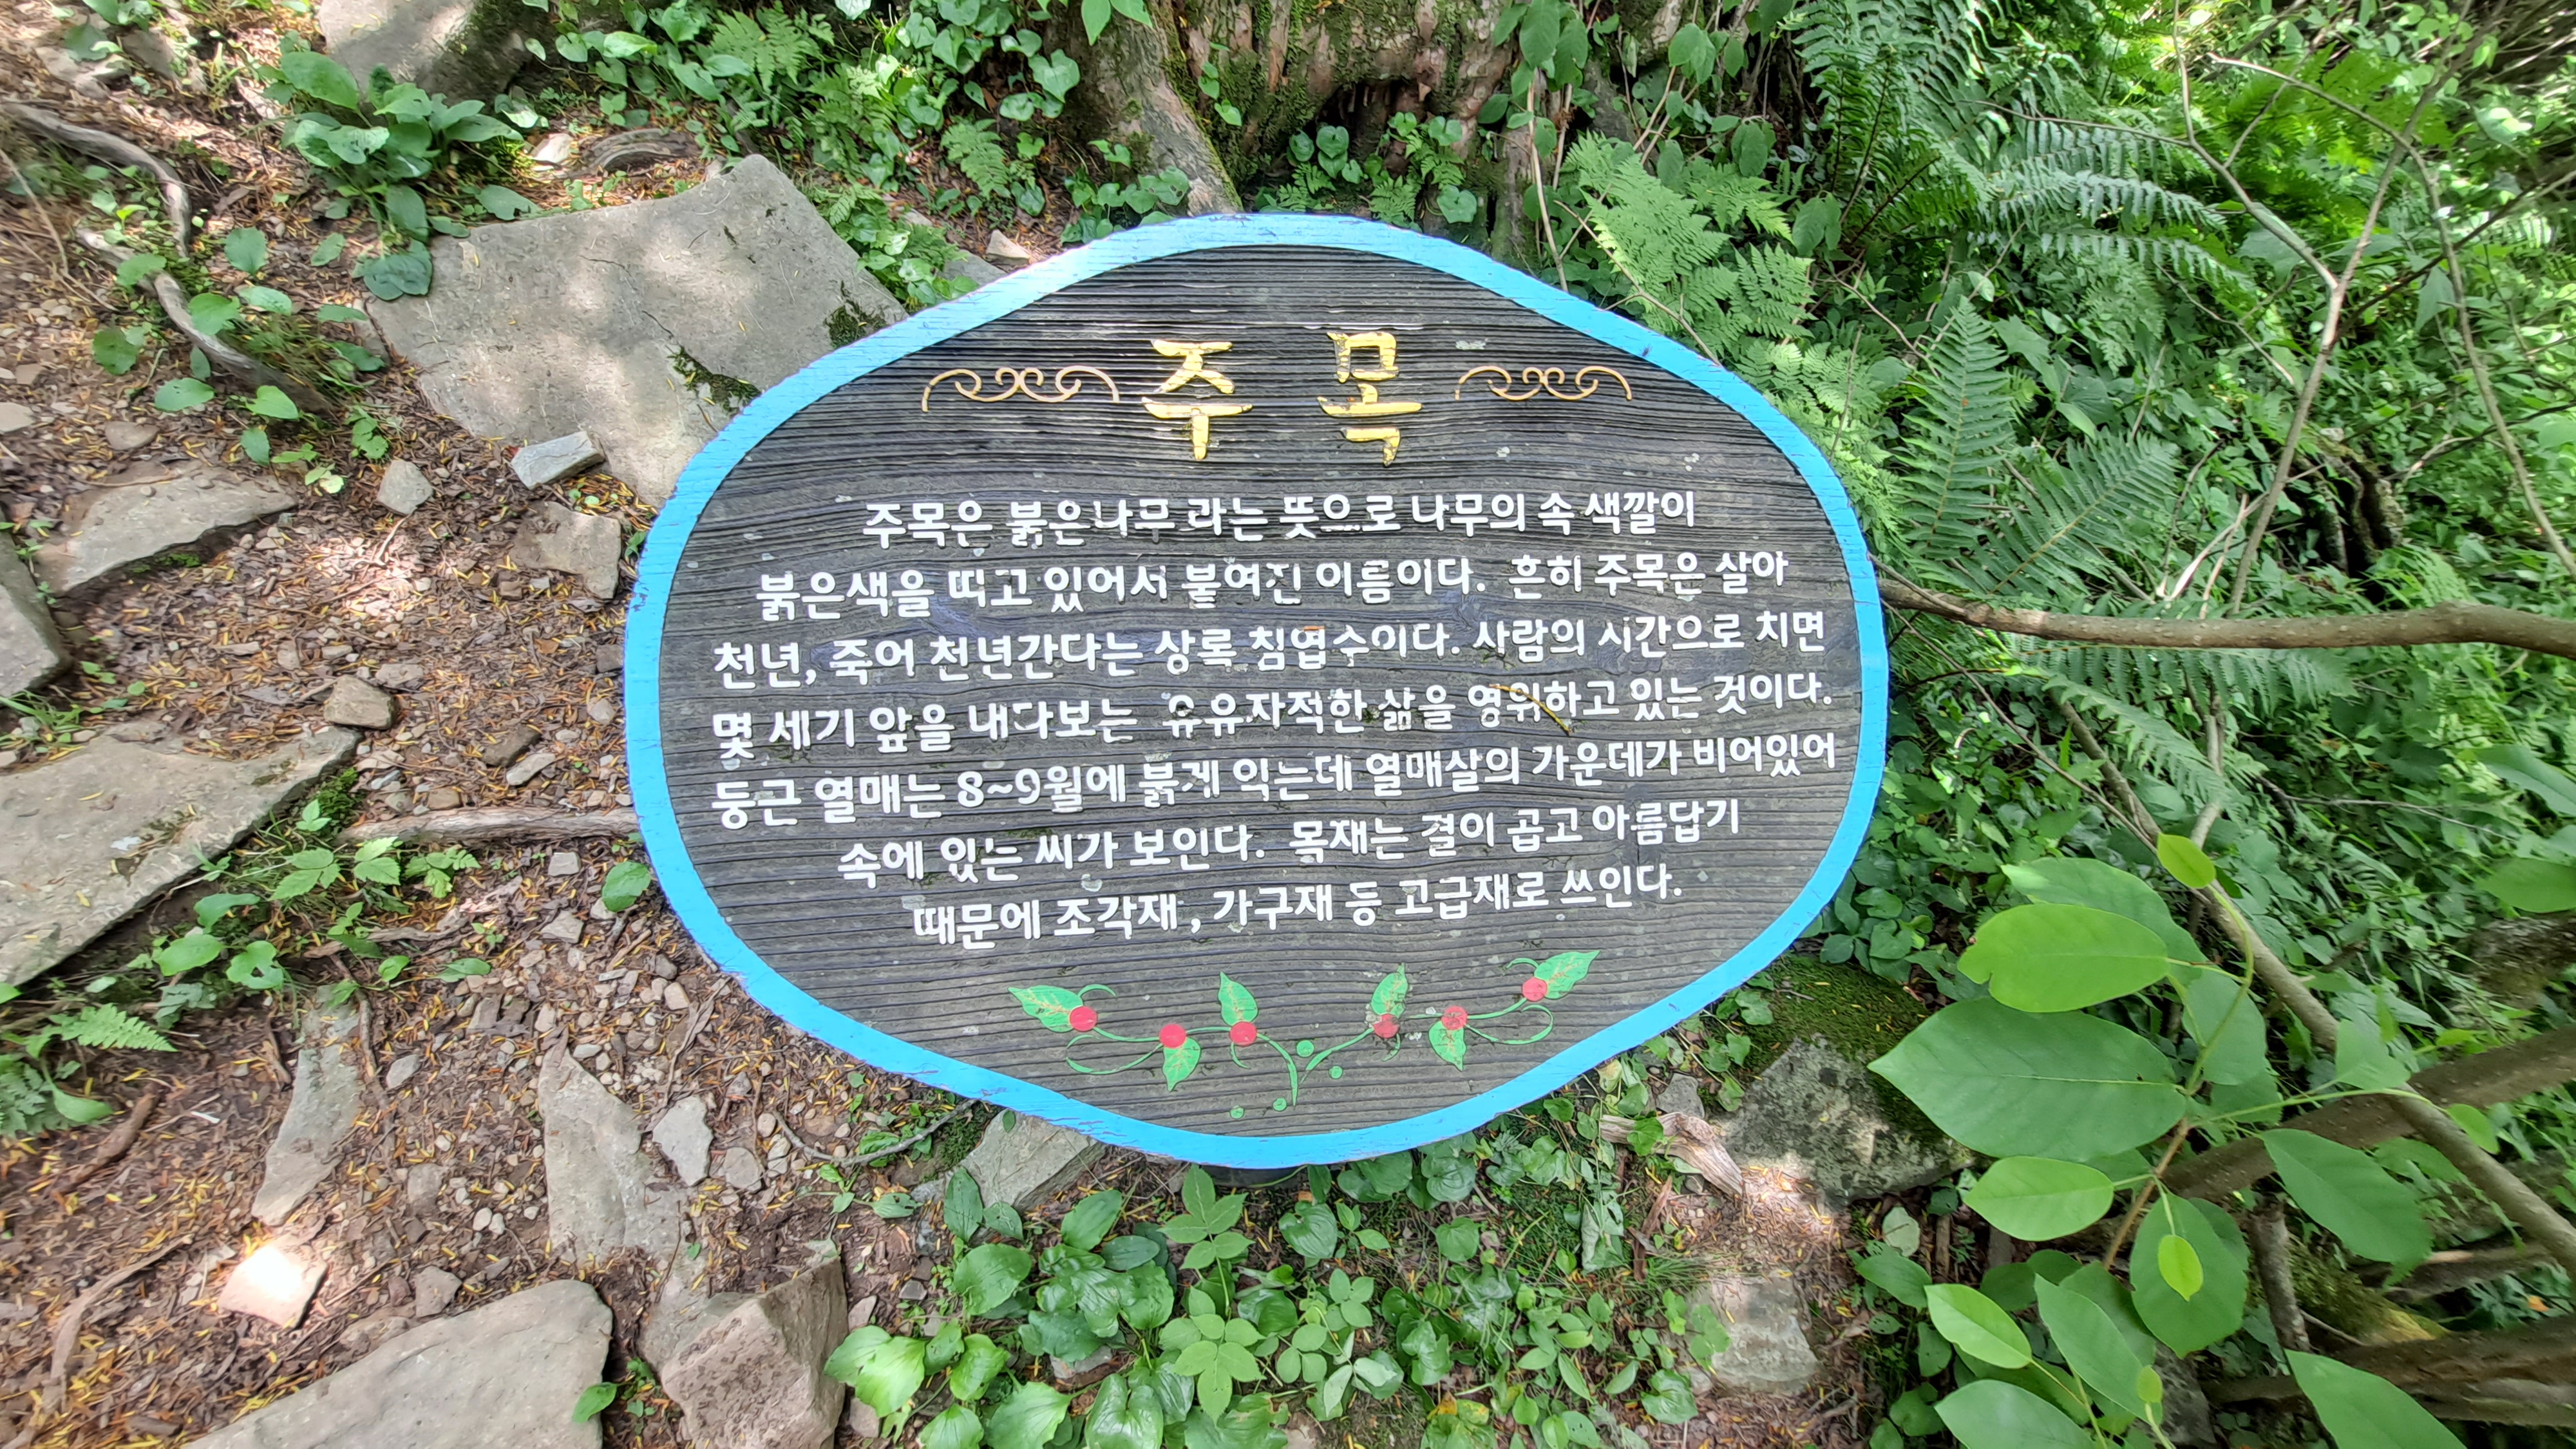 주목
주목은 붉은나무 라는 뜻으로 나무의 속 색깔이
붉은색을 띠고 있어서 붙여진 이름이다. 흔히 주목은 살아
천년, 죽어 천년간다는 상록 침엽수이다. 사람의 시간으로 치면
몇 세기 앞을 내다보는 유유자적한 삶을 영위하고 있는 것이다.
둥근 열매는 8~9월에 붉게 익는데 열매살의 가운데가 비어있어
속에 있는 씨가 보인다. 목재는 결이 곱고 아름답기
때문에 조각재, 가구재 등 고급재로 쓰인다.